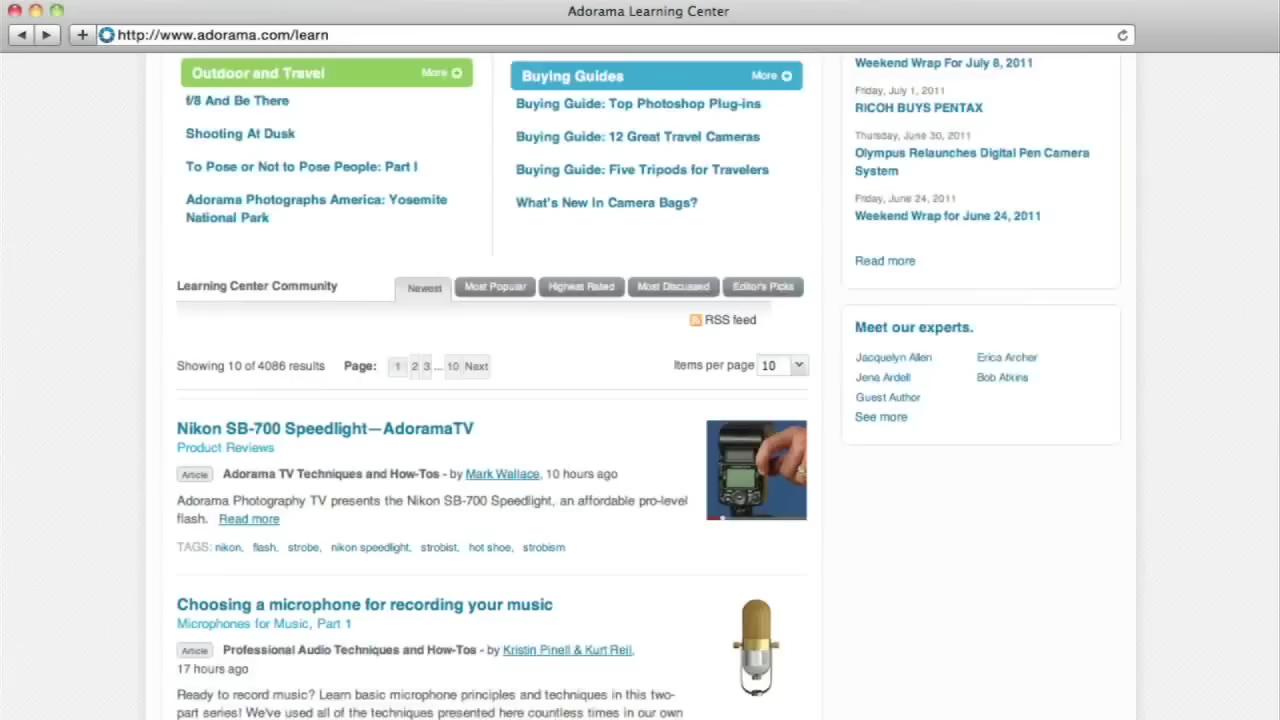 Adorama Learning Center
http://www.adorama.com/learn
Outdoor and Travel
More
f/8 And Be There
Shooting At Dusk
To Pose or Not to Pose People: Part I
Adorama Photographs America: Yosemite
National Park
Buying Guides
More
Buying Guide: Top Photoshop Plug-ins
Buying Guide: 12 Great Travel Cameras
Buying Guide: Five Tripods for Travelers
What's New In Camera Bags?
Weekend Wrap For July 8, 2011
Friday, July 1, 2011
RICOH BUYS PENTAX
Thursday, June 30, 2011
Olympus Relaunches Digital Pen Camera
System
Friday, June 24, 2011
Weekend Wrap for June 24, 2011
Read more
Learning Center Community
Newest
Most Popular
Highest Rated
Most Discussed
Editor's Picks
RSS feed
Showing 10 of 4086 results
Page: 1 2 3 ... 10 Next
Items per page 10
Meet our experts.
Jacquelyn Allen
Erica Archer
Jena Ardell
Bob Atkins
Guest Author
See more
Nikon SB-700 Speedlight—AdoramaTV
Product Reviews
Article Adorama TV Techniques and How-Tos - by Mark Wallace, 10 hours ago
Adorama Photography TV presents the Nikon SB-700 Speedlight, an affordable pro-level
flash. Read more
TAGS: nikon, flash, strobe, nikon speedlight, strobist, hot shoe, strobism
Choosing a microphone for recording your music
Microphones for Music, Part 1
Article Professional Audio Techniques and How-Tos - by Kristin Pinell & Kurt Reil,
17 hours ago
Ready to record music? Learn basic microphone principles and techniques in this two-
part series! We've used all of the techniques presented here countless times in our own